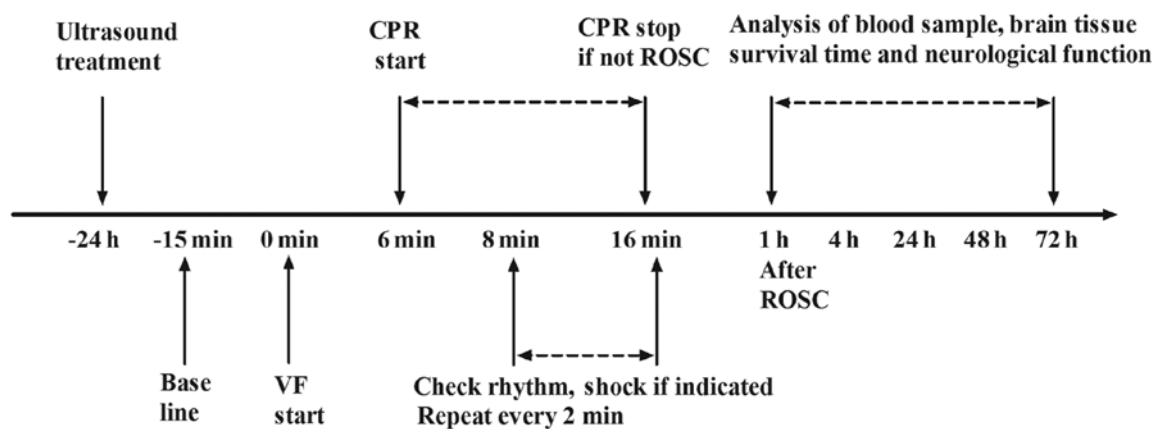 Ultrasound
treatment
CPR
start
CPR stop
if not ROSC
Analysis of blood sample, brain tissue
survival time and neurological function
-24 h -15 min 0 min 6 min 8 min 16 min 1 h 4 h 24 h 48 h 72 h
After
ROSC
Base
line
VF
start
Check rhythm, shock if indicated
Repeat every 2 min